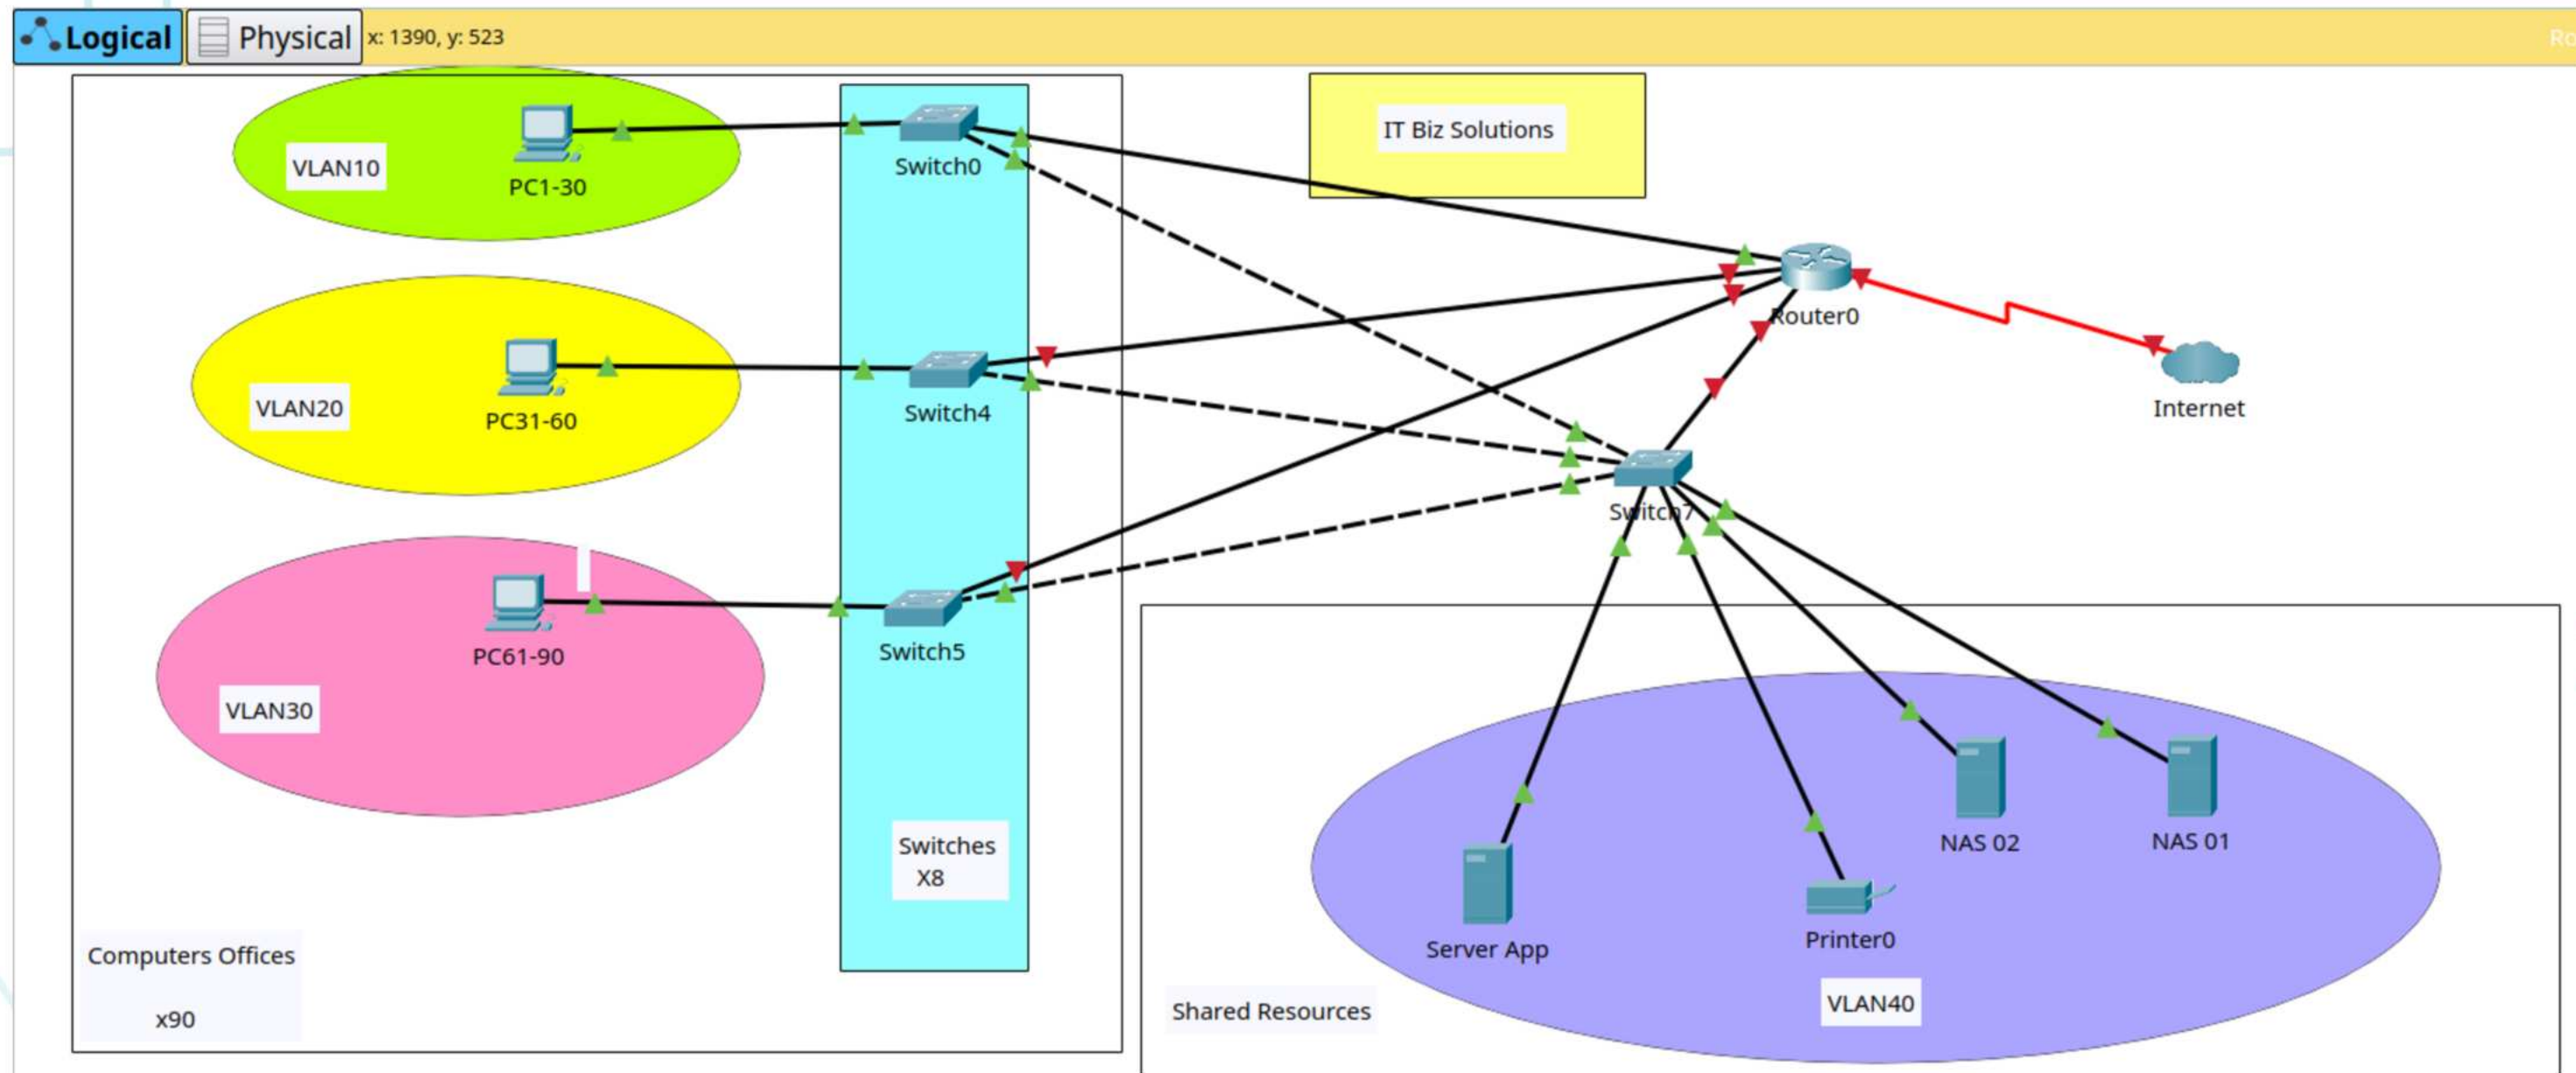 Logical
Physical
x: 1390, y: 523
Ro
IT Biz Solutions
VLAN10
PC1-30
Switch0
Router0
VLAN20
PC31-60
Switch4
Internet
Switch7
VLAN30
PC61-90
Switch5
Switches
X8
Computers Offices
x90
NAS 02
NAS 01
Server App
Printer0
VLAN40
Shared Resources